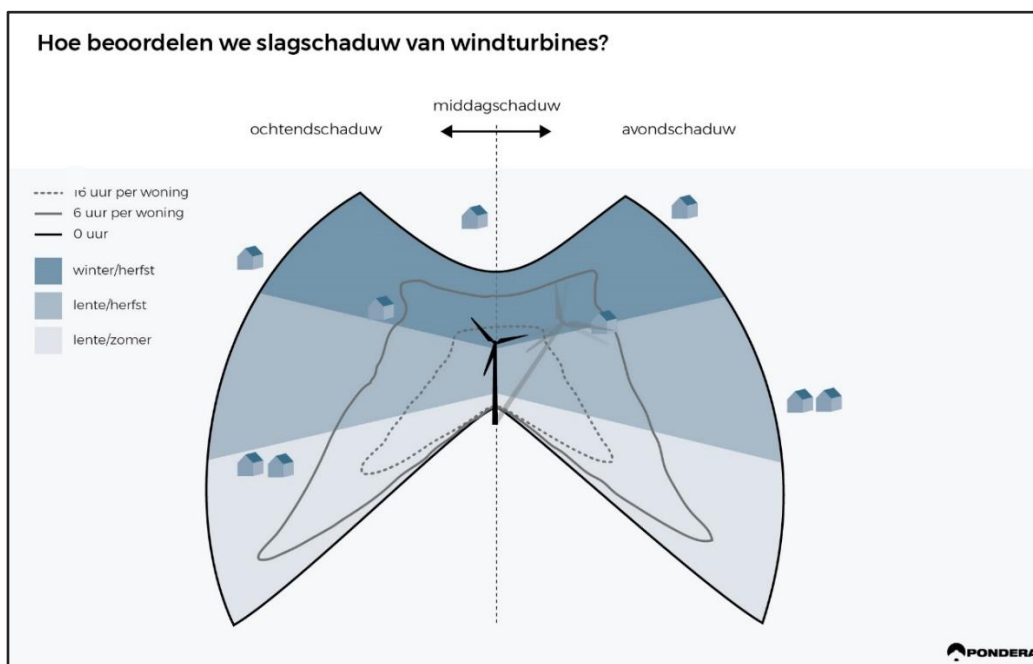 Hoe beoordelen we slagschaduw van windturbines?
middagschaduw
ochtendschaduw
avondschaduw
16 uur per woning
6 uur per woning
0 uur
winter/herfst
lente/herfst
lente/zomer
PONDERA